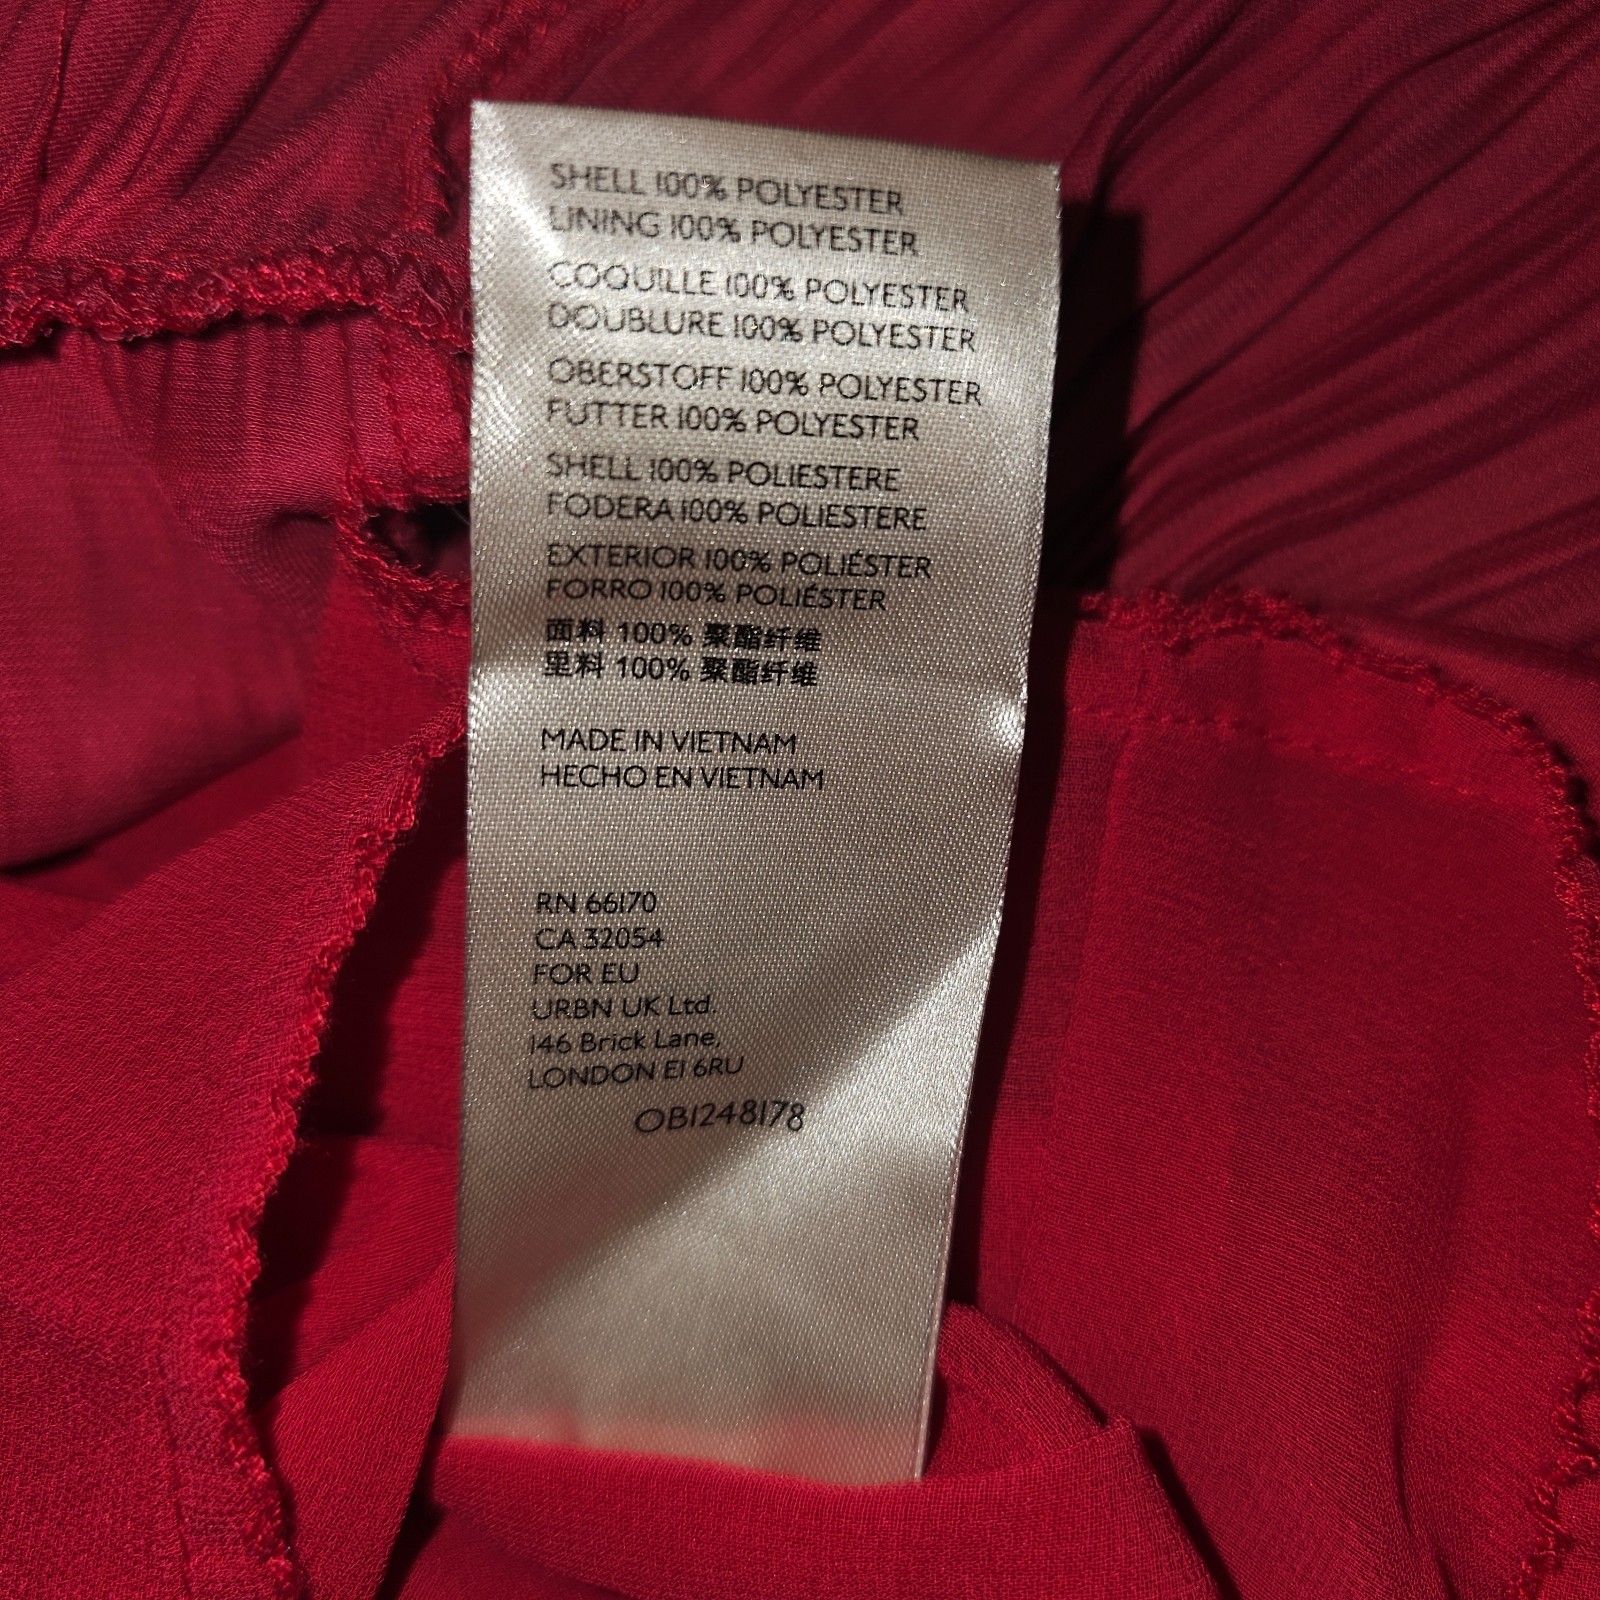 SHELL 100% POLYESTER
LINING 100% POLYESTER
COQUILLE 100% POLYESTER
DOUBLURE 100% POLYESTER
OBERSTOFF 100% POLYESTER
FUTTER 100% POLYESTER
SHELL 100% POLIESTERE
FODERA 100% POLIESTERE
EXTERIOR 100% POLIÉSTER
FORRO 100% POLIÉSTER
面料 100% 聚酯纤维
里料 100% 聚酯纤维
MADE IN VIETNAM
HECHO EN VIETNAM
RN 66170
CA 32054
FOR EU
URBN UK Ltd.
146 Brick Lane,
LONDON E1 6RU
OB1248178